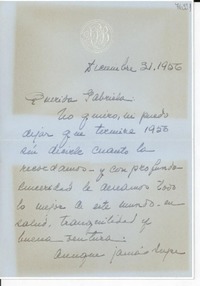 Diciembre 31, 1956
Querida Gabriela
No quiero, ni puedo
dejar que termine 1956
sin decirle cuanto la
recordamos - y con profunda
sinceridad le deseamos todo
lo mejor de este mundo - en
salud, tranquilidad y
buena ventura.
Aunque jamás supe